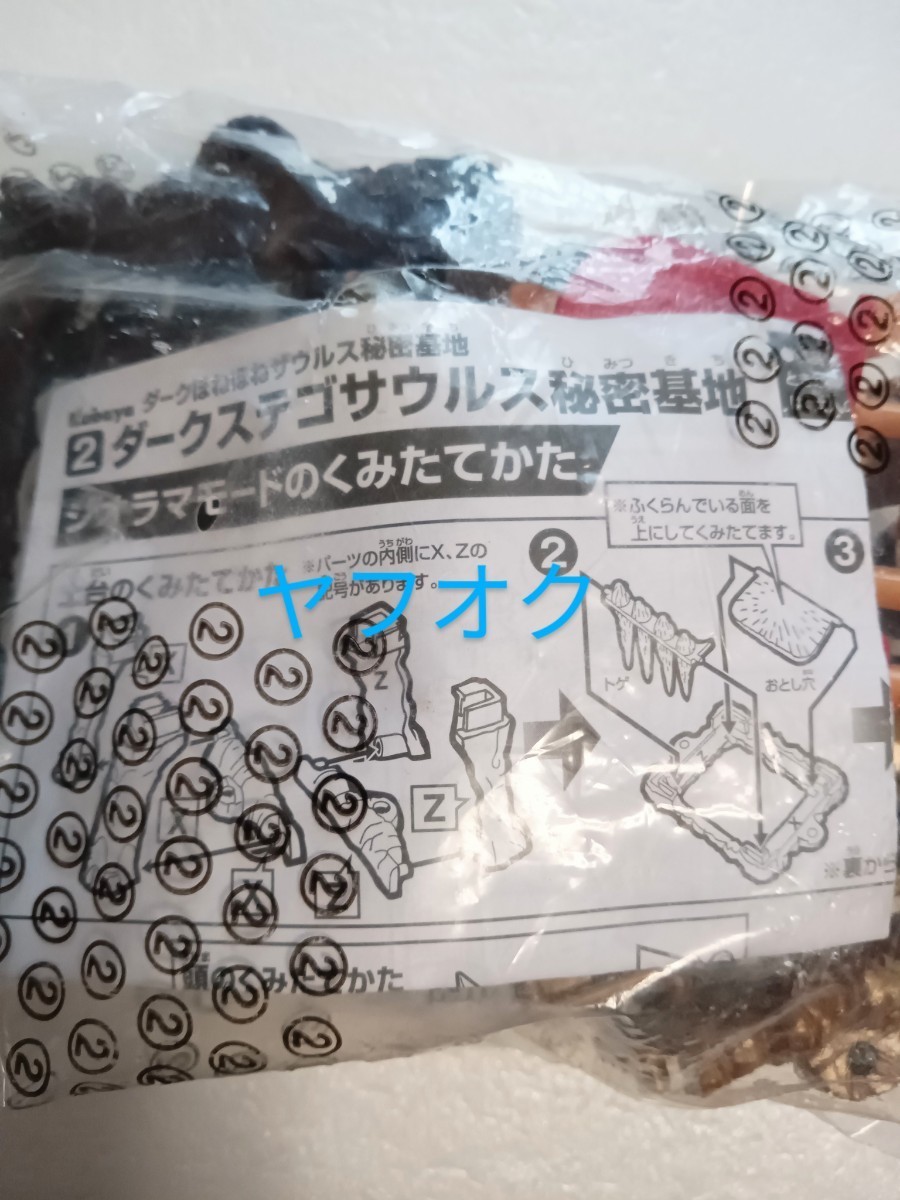 Kabaya ダークほねほねザウルス秘密基地
2 ダークステゴサウルス秘密基地
ひみつきち
ジオラマモードのくみたてかた
土台のくみたてかた
※パーツの内側にX、Zの
記号があります。
うちがわ
ヤフオク
2
※ふくらんでいる面を
上にしてくみたてます。
3
トゲ
おとし穴
Z
X
Z
※裏から
頭のくみたてかた